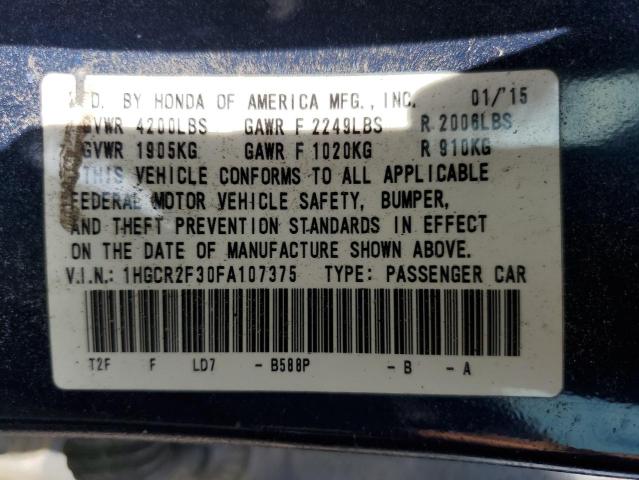 MFD. BY HONDA OF AMERICA MFG., INC. 01/'15
GVWR 4200LBS GAWR F 2249LBS R 2006LBS
GVWR 1905KG GAWR F 1020KG R 910KG
THIS VEHICLE CONFORMS TO ALL APPLICABLE
FEDERAL MOTOR VEHICLE SAFETY, BUMPER,
AND THEFT PREVENTION STANDARDS IN EFFECT
ON THE DATE OF MANUFACTURE SHOWN ABOVE.
V.I.N.: 1HGCR2F30FA107375 TYPE: PASSENGER CAR
T2F F LD7 - B588P - B - A